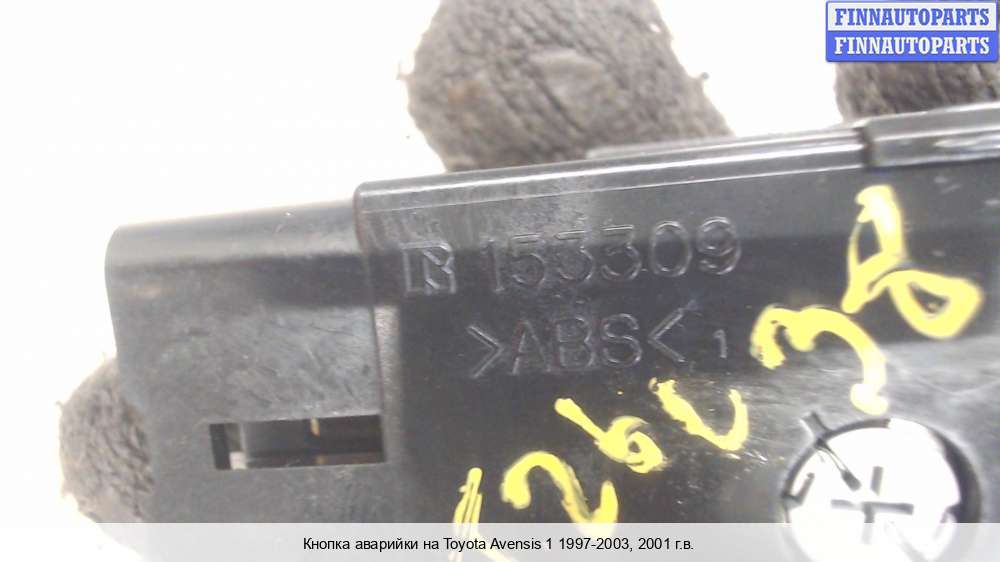 FINNAUTOPARTS
FINNAUTOPARTS
153309
>ABS< 1
Кнопка аварийки на Toyota Avensis 1 1997-2003, 2001 г.в.